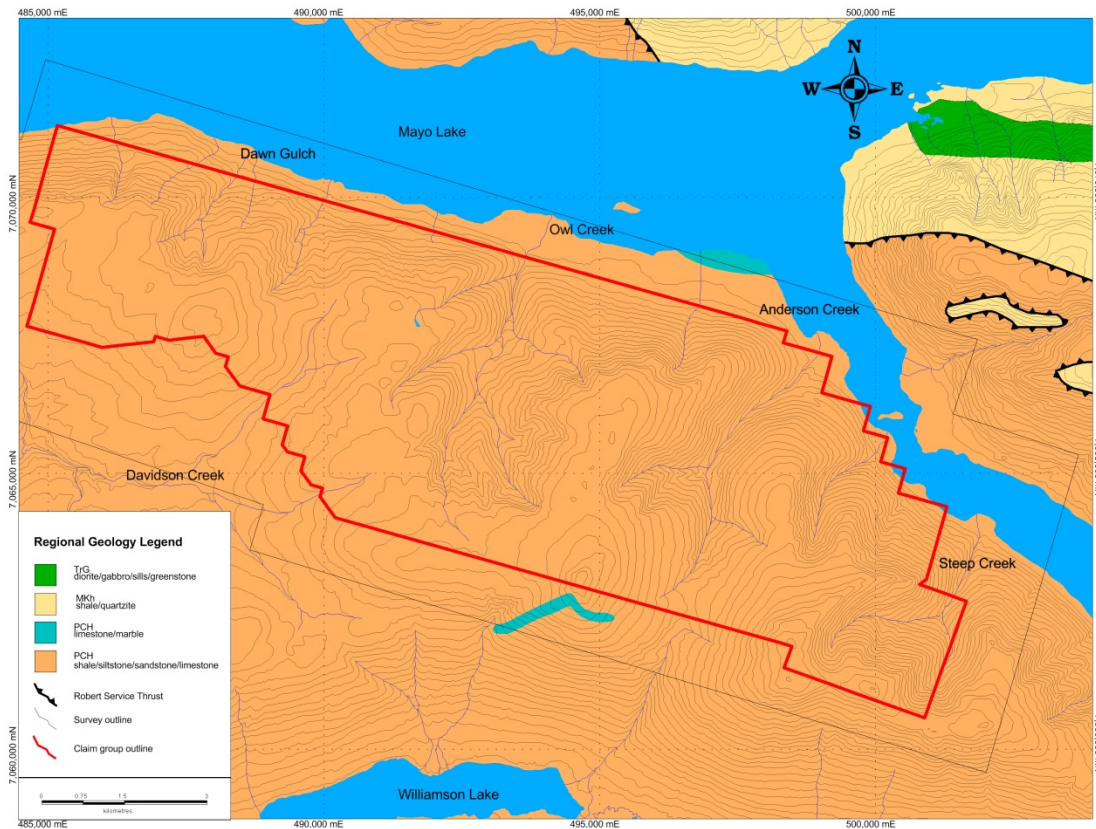 485,000 mE
490,000 mE
495,000 mE
500,000 mE
N
W E
S
Mayo Lake
Dawn Gulch
7,070,000 mN
Owl Creek
Anderson Creek
7,065,000 mN
Davidson Creek
Steep Creek
Regional Geology Legend
TrG
diorite/gabbro/sills/greenstone
MKh
shale/quartzite
PCH
limestone/marble
PCH
shale/siltstone/sandstone/limestone
Robert Service Thrust
Survey outline
Claim group outline
7,060,000 mN
0 0.75 1.5 3
kilometres
Williamson Lake
485,000 mE
490,000 mE
495,000 mE
500,000 mE